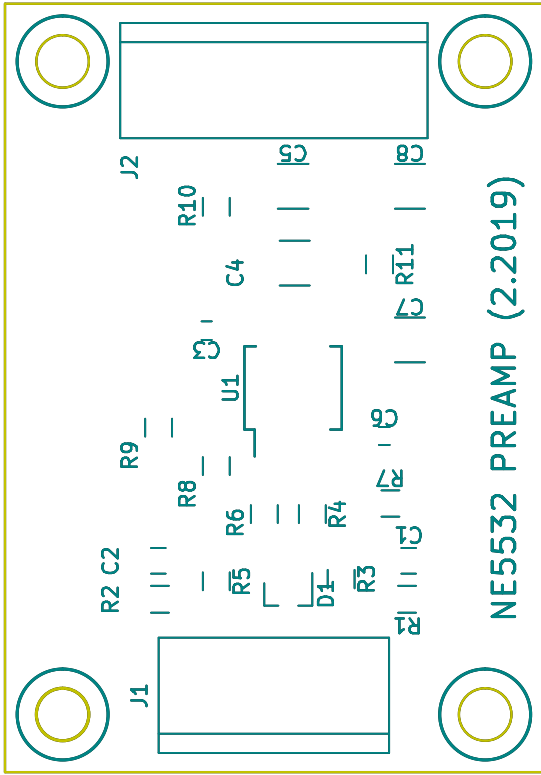 J2
C5
C8
R10
C4
R11
C7
C3
U1
C6
R9
R8
R7
R6
R4
C1
C2
R2
R5
D1
R3
R1
J1
NE5532 PREAMP (2.2019)